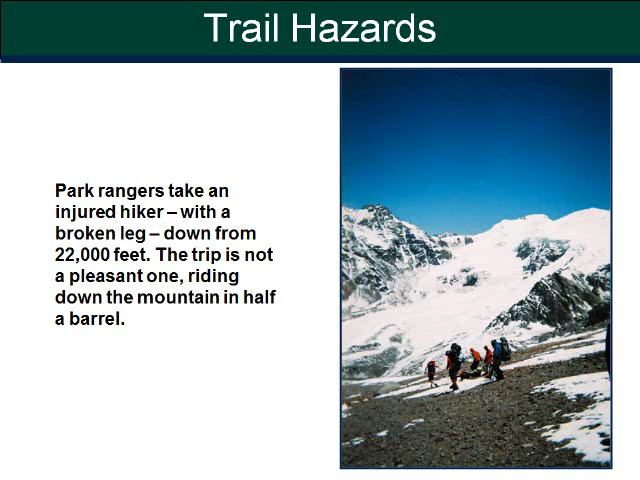 Trail Hazards
Park rangers take an
injured hiker – with a
broken leg – down from
22,000 feet. The trip is not
a pleasant one, riding
down the mountain in half
a barrel.